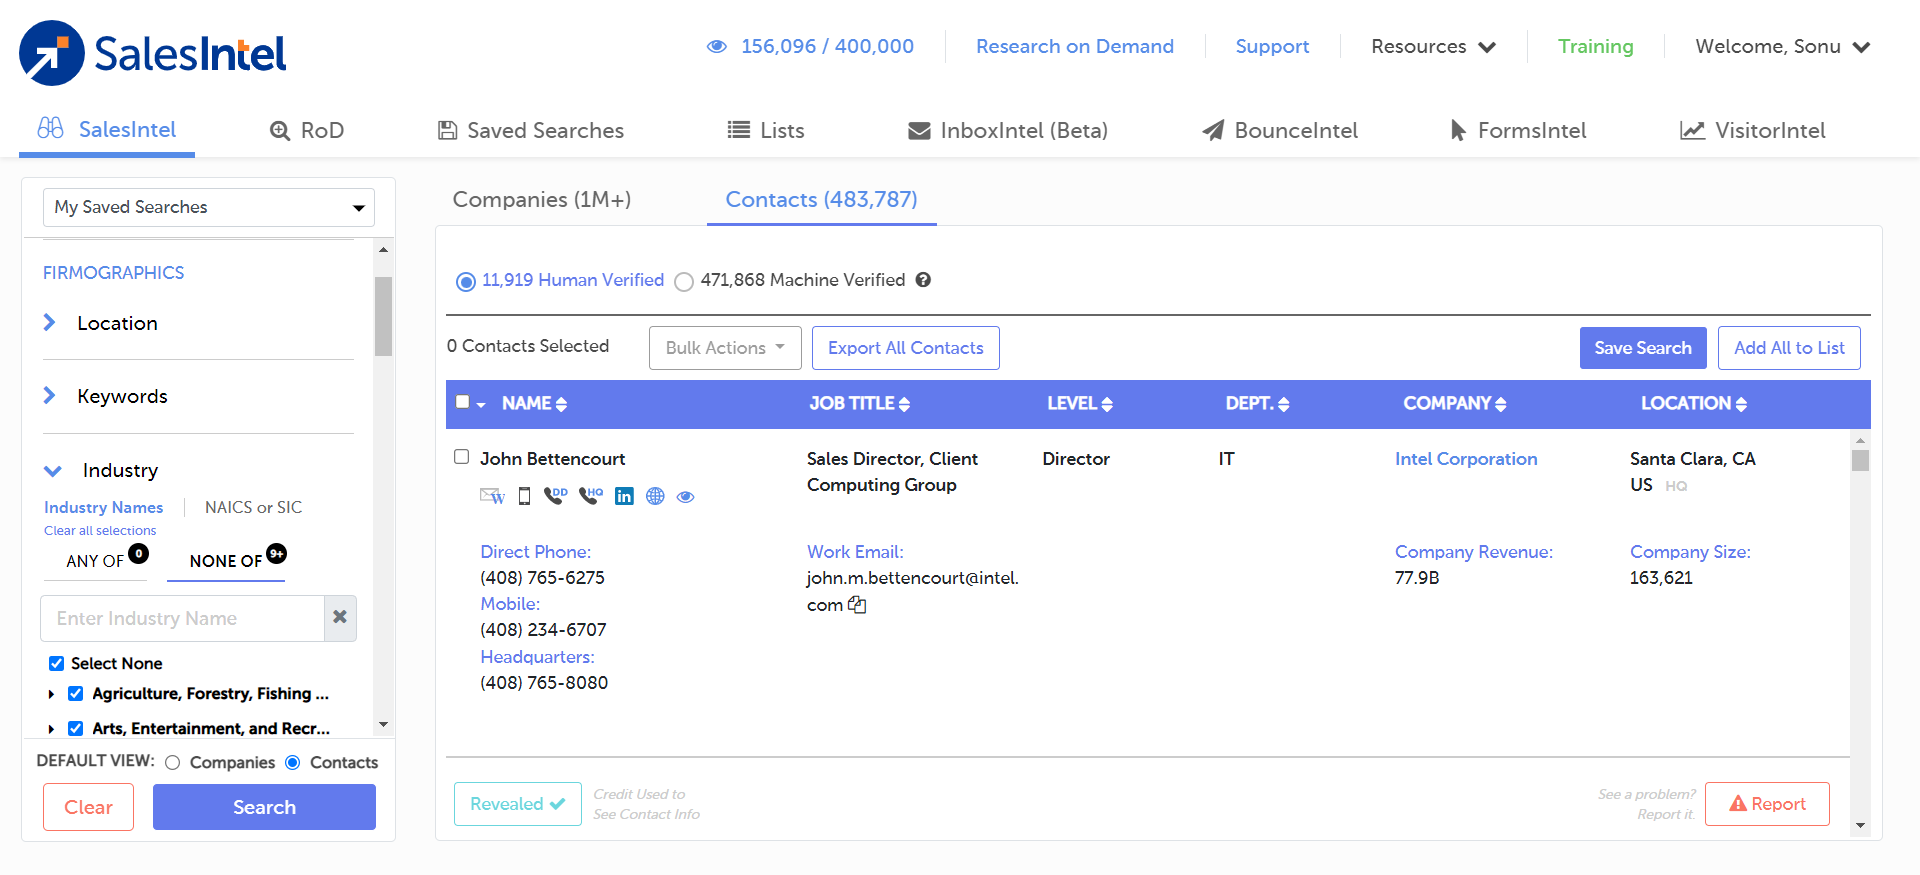 SalesIntel
156,096 / 400,000
Research on Demand
Support
Resources
Training
Welcome, Sonu
SalesIntel
RoD
Saved Searches
Lists
InboxIntel (Beta)
BounceIntel
FormsIntel
VisitorIntel
My Saved Searches
FIRMOGRAPHICS
Location
Keywords
Industry
Industry Names
NAICS or SIC
Clear all selections
ANY OF 0
NONE OF 9+
Enter Industry Name
Select None
Agriculture, Forestry, Fishing ...
Arts, Entertainment, and Recr...
DEFAULT VIEW: Companies Contacts
Clear
Search
Companies (1M+)
Contacts (483,787)
11,919 Human Verified
471,868 Machine Verified ?
0 Contacts Selected
Bulk Actions
Export All Contacts
Save Search
Add All to List
NAME
JOB TITLE
LEVEL
DEPT.
COMPANY
LOCATION
John Bettencourt
W
DD
HQ
in
Sales Director, Client
Computing Group
Director
IT
Intel Corporation
Santa Clara, CA
US HQ
Direct Phone:
(408) 765-6275
Mobile:
(408) 234-6707
Headquarters:
(408) 765-8080
Work Email:
john.m.bettencourt@intel.
com
Company Revenue:
77.9B
Company Size:
163,621
Revealed
Credit Used to
See Contact Info
See a problem?
Report it.
Report